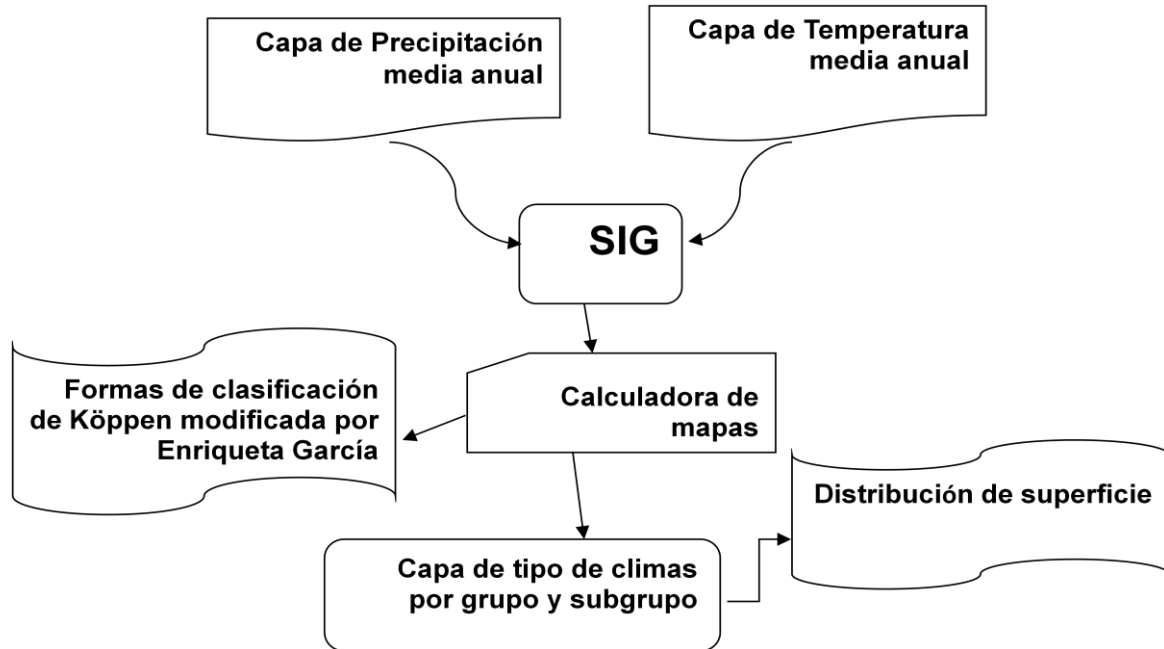 Capa de Precipitación
media anual
Capa de Temperatura
media anual
SIG
Formas de clasificación
de Köppen modificada por
Enriqueta García
Calculadora de
mapas
Distribución de superficie
Capa de tipo de climas
por grupo y subgrupo